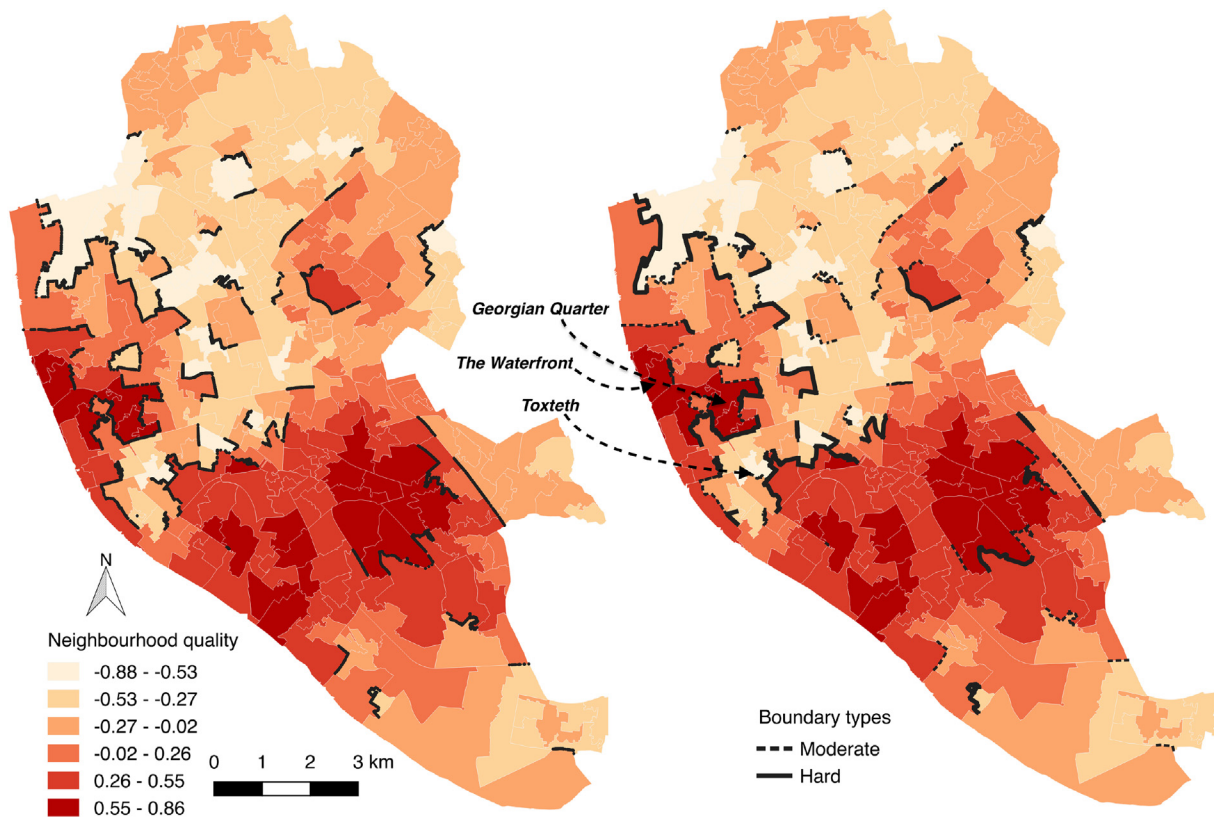 Georgian Quarter
The Waterfront
Toxteth
N
Neighbourhood quality
-0.88 - -0.53
-0.53 - -0.27
-0.27 - -0.02
-0.02 - 0.26
0.26 - 0.55
0.55 - 0.86
0 1 2 3 km
Boundary types
Moderate
Hard